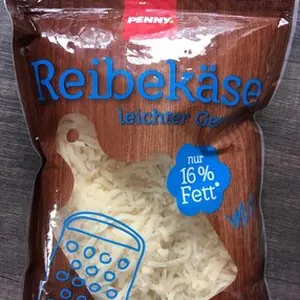 PENNY.
Reibekäse
leichter
nur
16%
Fett*